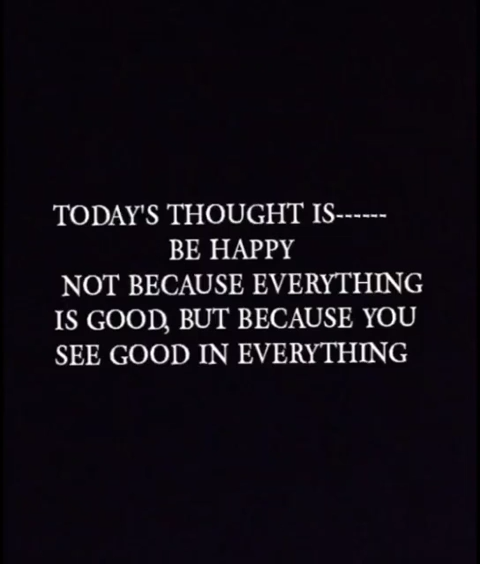 TODAY'S THOUGHT IS------
BE HAPPY
NOT BECAUSE EVERYTHING
IS GOOD, BUT BECAUSE YOU
SEE GOOD IN EVERYTHING